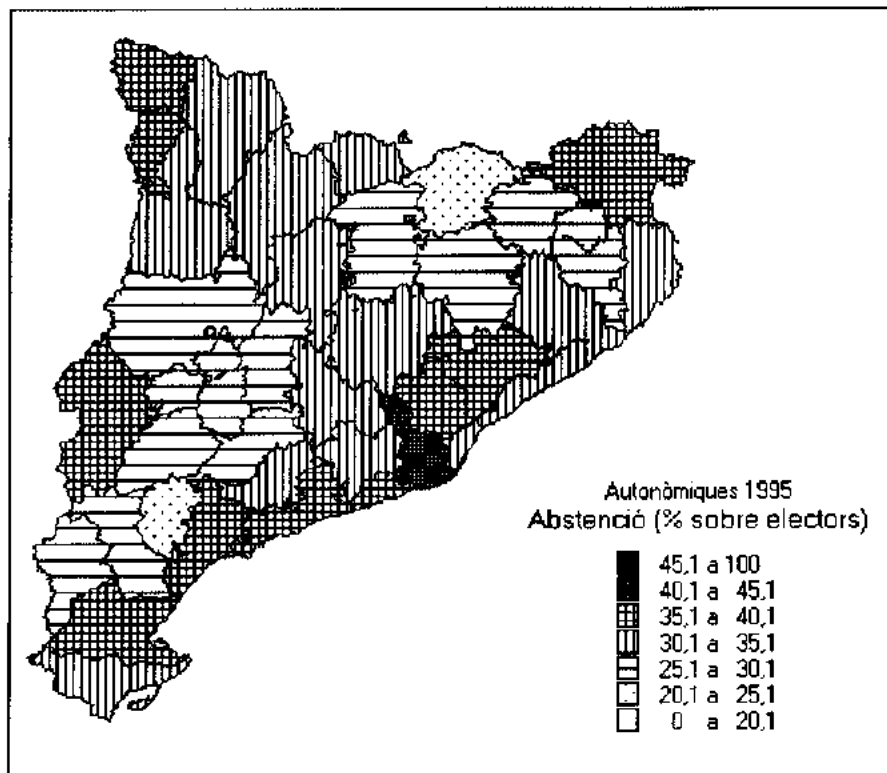 Autonòmiques 1995
Abstenció (% sobre electors)
45,1 a 100
40,1 a 45,1
35,1 a 40,1
30,1 a 35,1
25,1 a 30,1
20,1 a 25,1
0 a 20,1